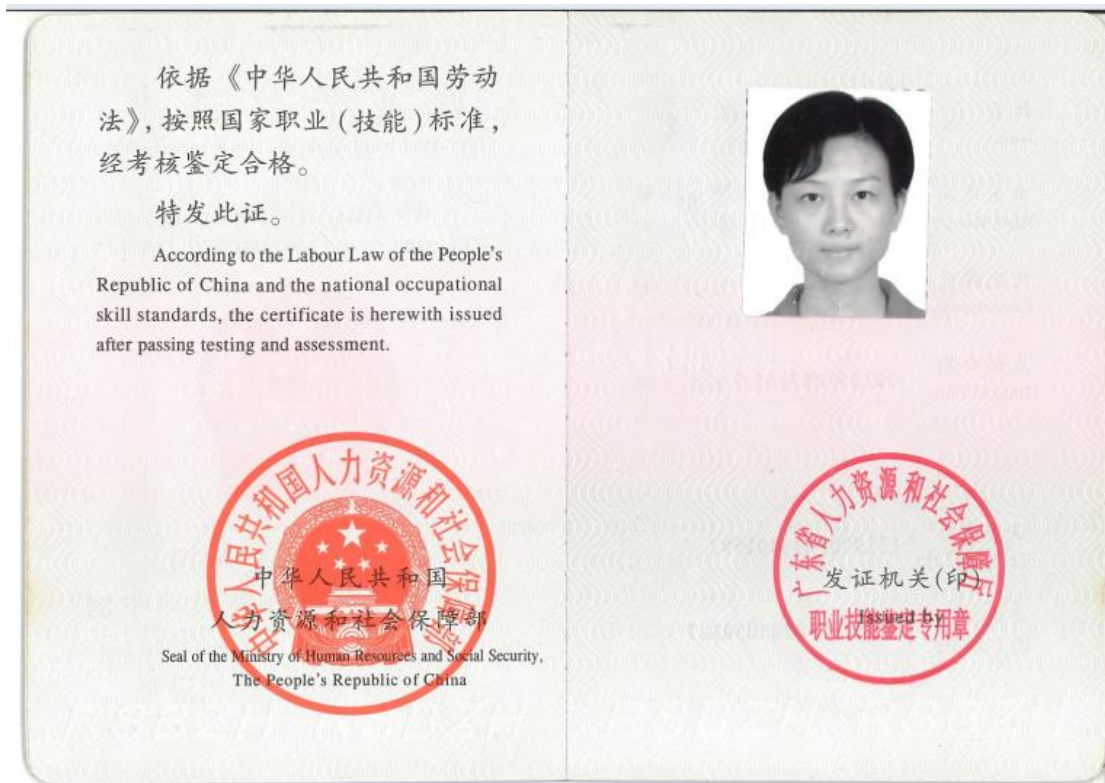 依据《中华人民共和国劳动
法》,按照国家职业(技能)标准,
经考核鉴定合格。
特发此证。
According to the Labour Law of the People's
Republic of China and the national occupational
skill standards, the certificate is herewith issued
after passing testing and assessment.
中华人民共和国人力资源和社会保障部
中华人民共和国
人力资源和社会保障部
Seal of the Ministry of Human Resources and Social Security,
The People's Republic of China
广东省人力资源和社会保障厅
发证机关(印)
Issued by
职业技能鉴定专用章